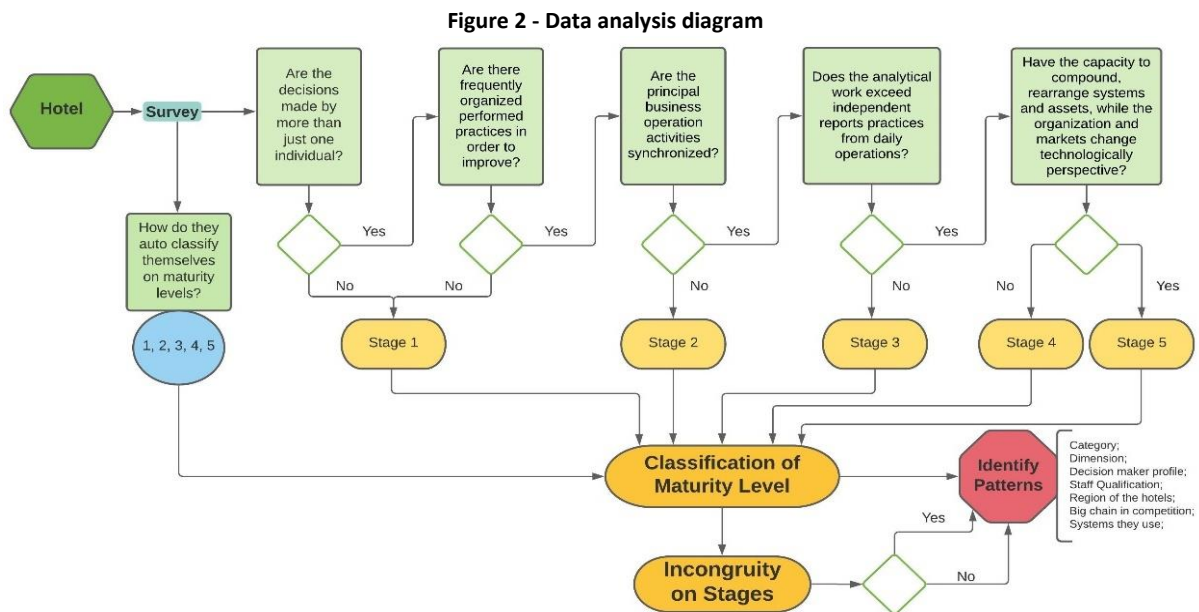 Figure 2 - Data analysis diagram
Hotel
Survey
Are the
decisions
made by
more than
just one
individual?
Are there
frequently
organized
performed
practices in
order to
improve?
Are the
principal
business
operation
activities
synchronized?
Does the analytical
work exceed
independent
reports practices
from daily
operations?
Have the capacity to
compound,
rearrange systems
and assets, while the
organization and
markets change
technologically
perspective?
How do they
auto classify
themselves
on maturity
levels?
Yes
Yes
Yes
Yes
No
No
No
No
No
Yes
1, 2, 3, 4, 5
Stage 1
Stage 2
Stage 3
Stage 4
Stage 5
Classification of
Maturity Level
Identify
Patterns
Category;
Dimension;
Decision maker profile;
Staff Qualification;
Region of the hotels;
Big chain in competition;
Systems they use;
Yes
Incongruity
on Stages
No